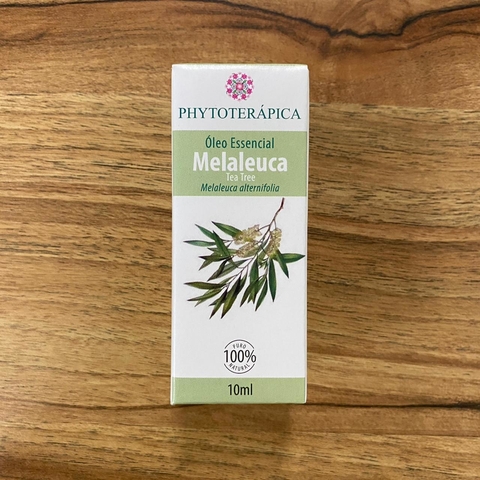 PHYTOTERÁPICA
Óleo Essencial
Melaleuca
Tea Tree
Melaleuca alternifolia
PURO
100%
NATURAL
10ml